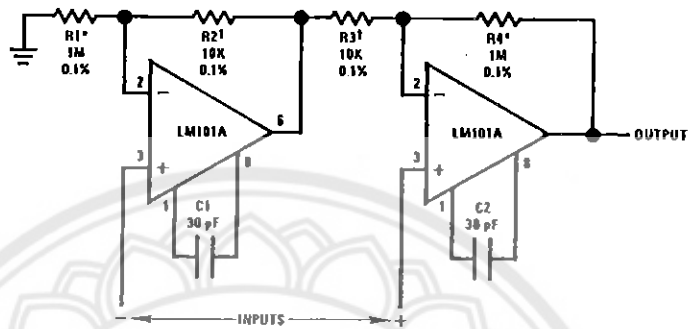 R1*
1M
0.1%
R2†
10K
0.1%
R3†
10K
0.1%
R4*
1M
0.1%
2
−
LM101A
6
3
+
1
8
C1
30 pF
2
−
LM101A
OUTPUT
3
+
1
8
C2
30 pF
− INPUTS +